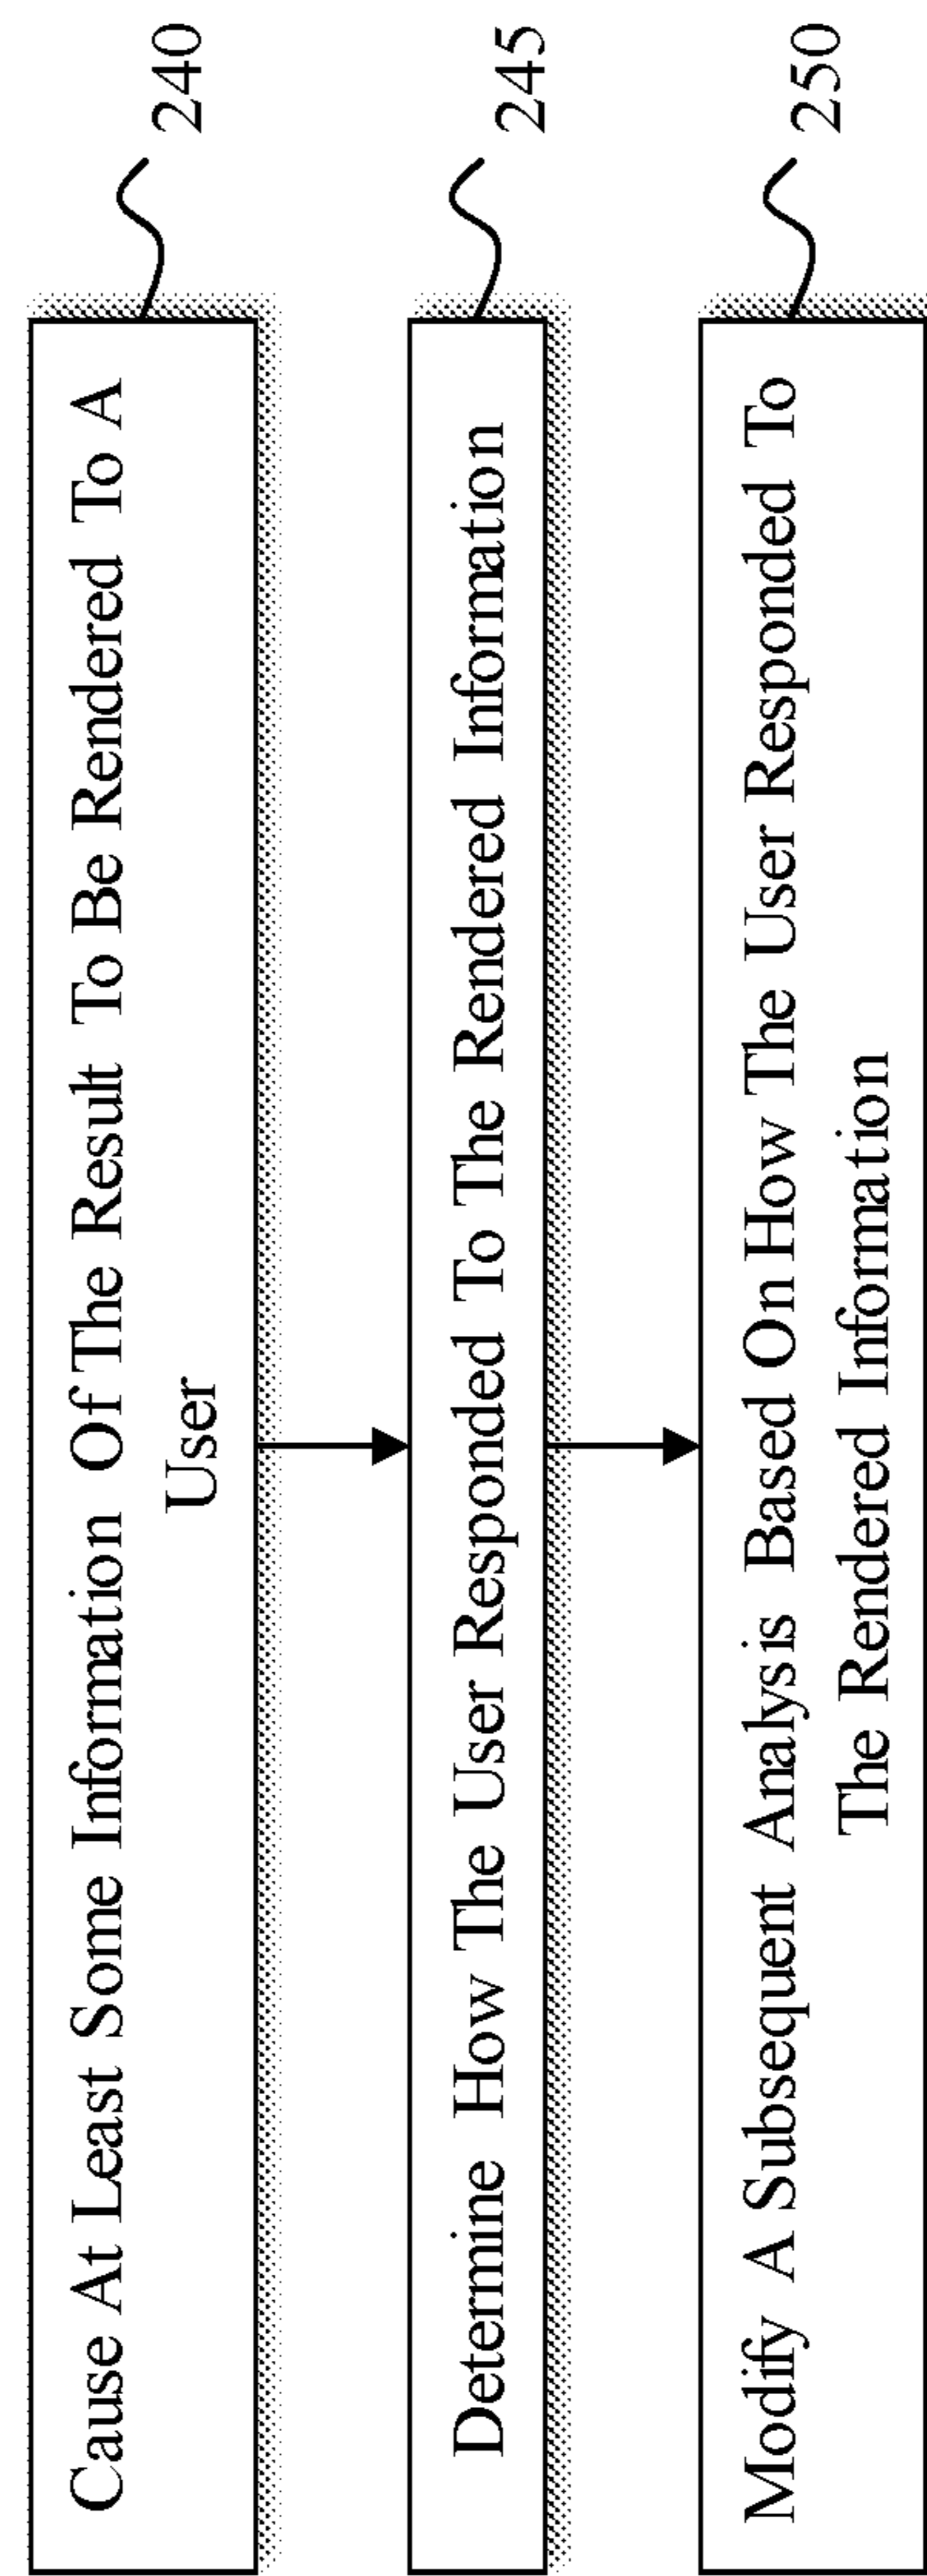 Cause At Least Some Information Of The Result To Be Rendered To A
User
240
Determine How The User Responded To The Rendered Information
245
Modify A Subsequent Analysis Based On How The User Responded To
The Rendered Information
250